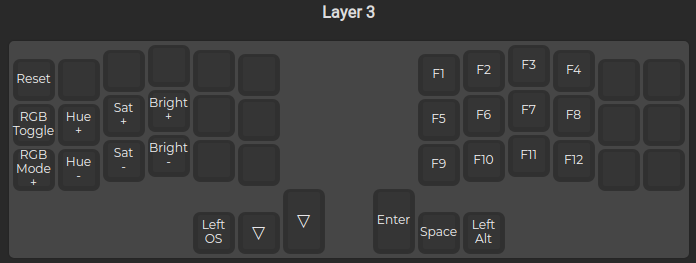 Layer 3
Reset
F1
F2
F3
F4
RGB
Toggle
Hue
+
Sat
+
Bright
+
F5
F6
F7
F8
RGB
Mode
+
Hue
-
Sat
-
Bright
-
F9
F10
F11
F12
Left
OS
▽
▽
Enter
Space
Left
Alt